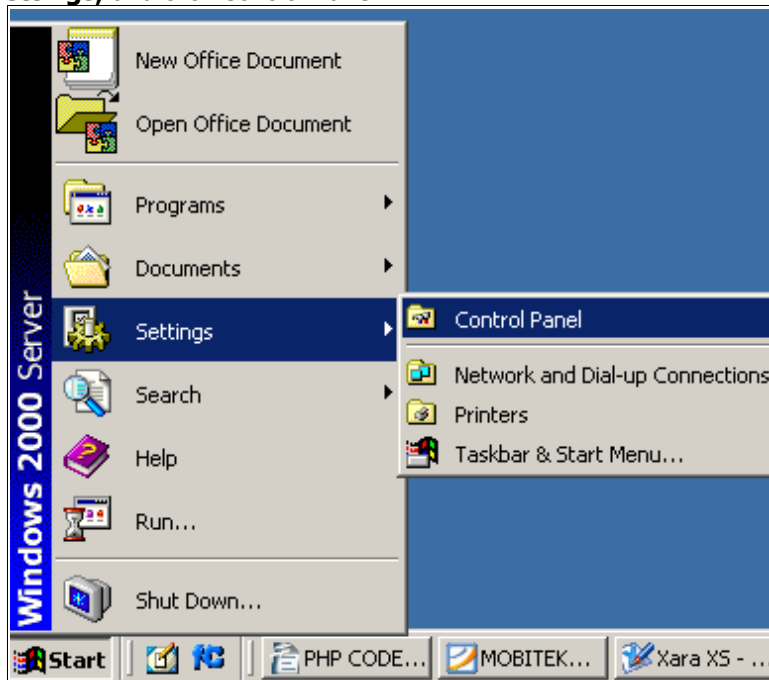 New Office Document
Open Office Document
Programs
Documents
Settings
Search
Help
Run...
Shut Down...
Windows 2000 Server
Control Panel
Network and Dial-up Connections
Printers
Taskbar & Start Menu...
Start
PHP CODE...
MOBITEK...
Xara XS - ...